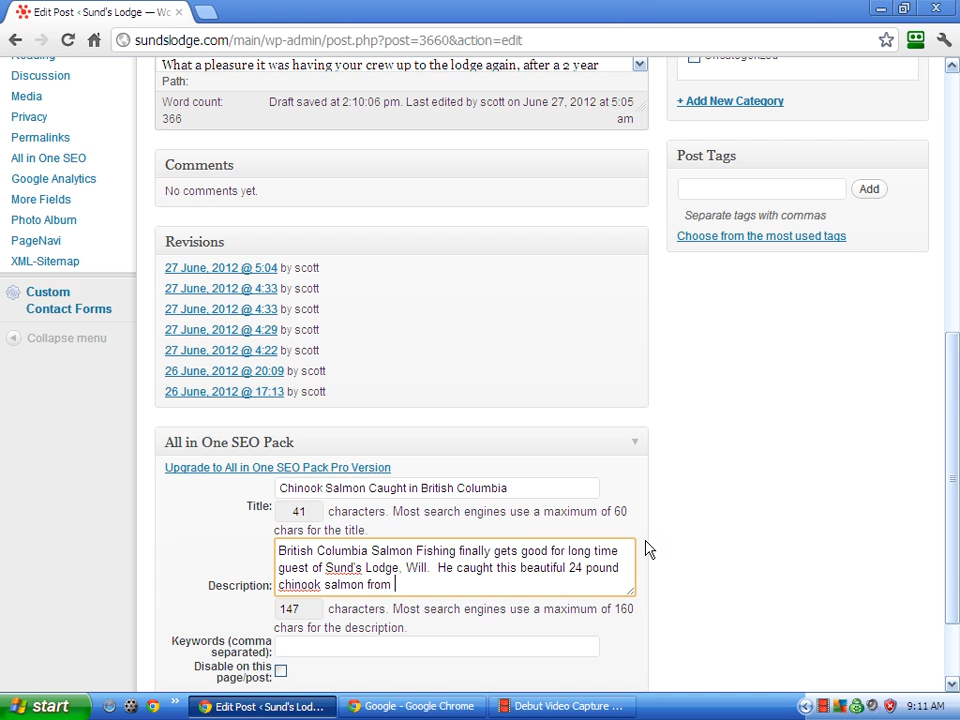 Edit Post ‹ Sund's Lodge — Wc
sundslodge.com/main/wp-admin/post.php?post=3660&action=edit
Reading
Discussion
Media
Privacy
Permalinks
All in One SEO
Google Analytics
More Fields
Photo Album
PageNavi
XML-Sitemap
Custom
Contact Forms
Collapse menu
What a pleasure it was having your crew up to the lodge again, after a 2 year
Path:
Word count:
366
Draft saved at 2:10:06 pm. Last edited by scott on June 27, 2012 at 5:05
am
Comments
No comments yet.
Revisions
27 June, 2012 @ 5:04 by scott
27 June, 2012 @ 4:33 by scott
27 June, 2012 @ 4:33 by scott
27 June, 2012 @ 4:29 by scott
27 June, 2012 @ 4:22 by scott
26 June, 2012 @ 20:09 by scott
26 June, 2012 @ 17:13 by scott
All in One SEO Pack
Upgrade to All in One SEO Pack Pro Version
Chinook Salmon Caught in British Columbia
Title:
41 characters. Most search engines use a maximum of 60
chars for the title.
British Columbia Salmon Fishing finally gets good for long time
guest of Sund's Lodge, Will. He caught this beautiful 24 pound
chinook salmon from
Description:
147 characters. Most search engines use a maximum of 160
chars for the description.
Keywords (comma
separated):
Disable on this
page/post:
Uncategorized
+ Add New Category
Post Tags
Add
Separate tags with commas
Choose from the most used tags
start
Edit Post ‹ Sund's Lod...
Google - Google Chrome
Debut Video Capture ...
9:11 AM